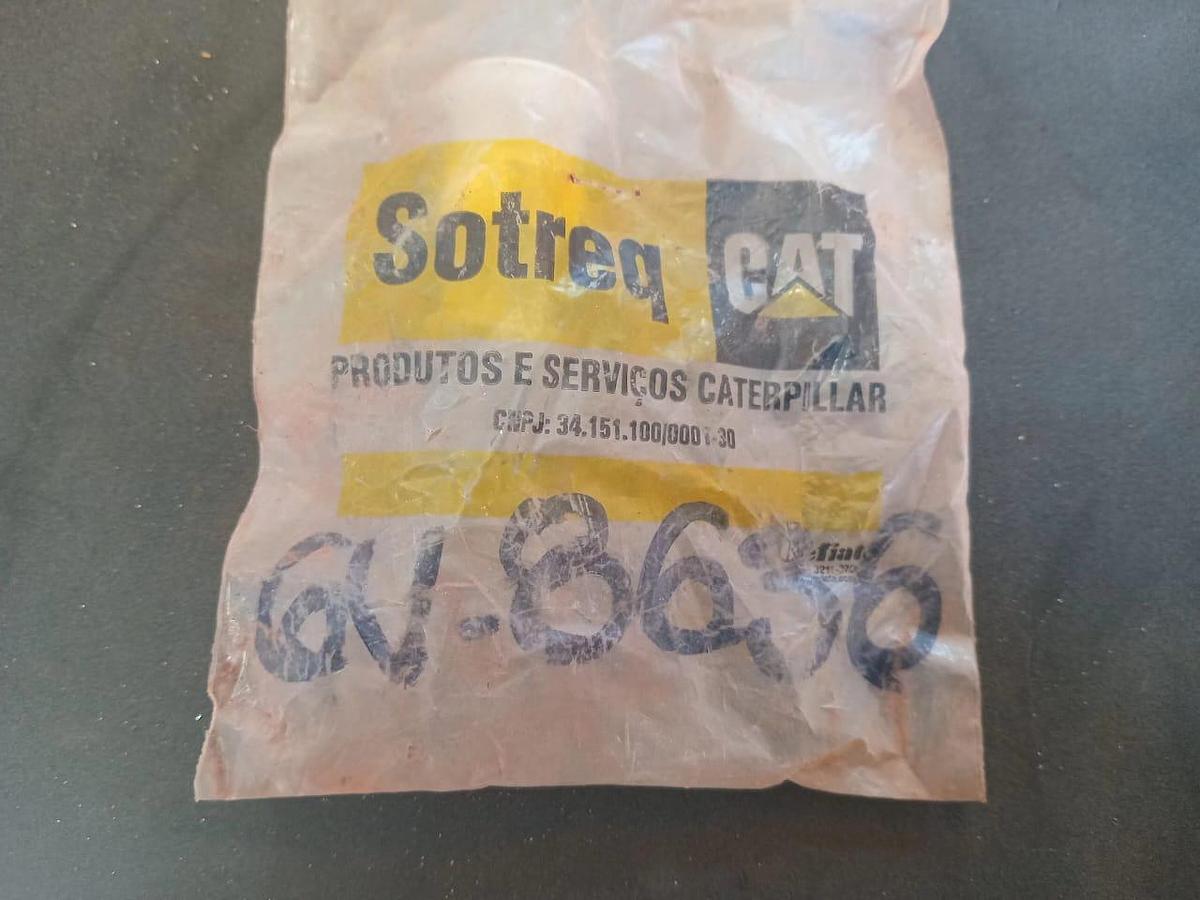 Sotreq CAT
PRODUTOS E SERVIÇOS CATERPILLAR
CNPJ: 34.151.100/0001-30
6V-8636